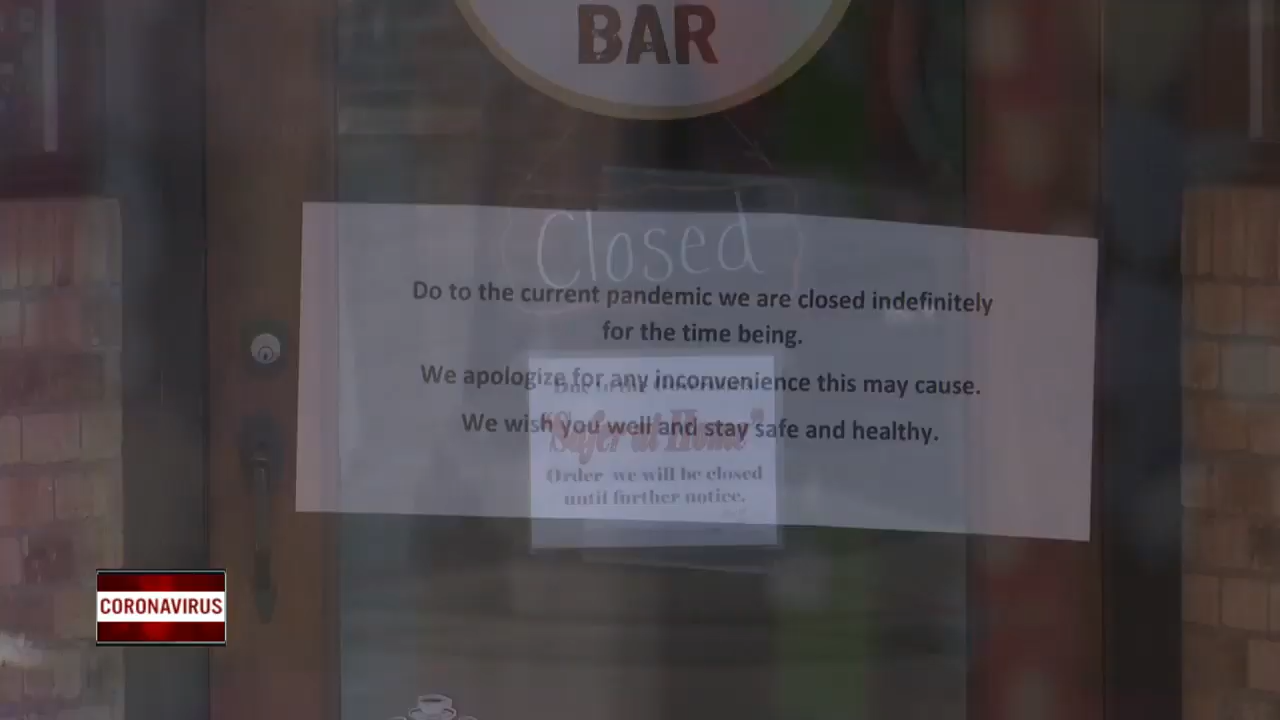 BAR
Closed
Do to the current pandemic we are closed indefinitely
for the time being.
We apologize for any inconvenience this may cause.
We wish you well and stay safe and healthy.
"Safer at Home"
Order we will be closed
until further notice.
CORONAVIRUS